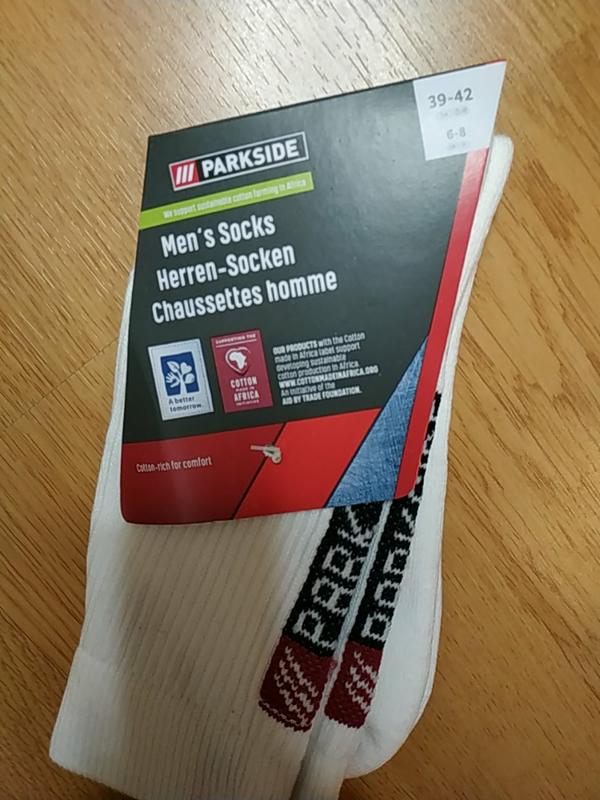 39-42
6-8
PARKSIDE
We support sustainable cotton farming in Africa
Men's Socks
Herren-Socken
Chaussettes homme
A better
tomorrow.
SUPPORTING THE
COTTON
MADE IN
AFRICA
INITIATIVE
OUR PRODUCTS with the Cotton
made in Africa label support
developing sustainable
cotton production in Africa.
WWW.COTTONMADEINAFRICA.ORG
An initiative of the
AID BY TRADE FOUNDATION.
Cotton-rich for comfort
PARK
PARK